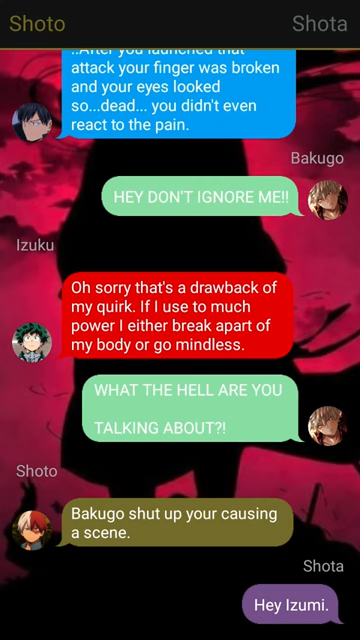 Shoto
Shota
..After you launched that
attack your finger was broken
and your eyes looked
so...dead... you didn't even
react to the pain.
Bakugo
HEY DON'T IGNORE ME!!
Izuku
Oh sorry that's a drawback of
my quirk. If I use to much
power I either break apart of
my body or go mindless.
WHAT THE HELL ARE YOU
TALKING ABOUT?!
Shoto
Bakugo shut up your causing
a scene.
Shota
Hey Izumi.